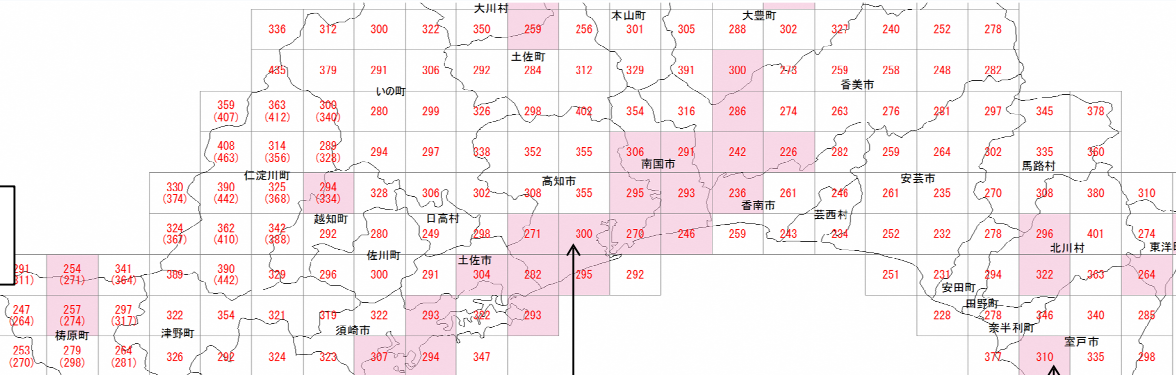 大川村 本山町 大豊町
336 312 300 322 350 259 256 301 305 288 302 327 240 252 278
土佐町
435 379 291 306 292 284 312 329 391 300 273 259 258 248 282
いの町 香美市
359 363 300 280 299 326 298 402 354 316 286 274 263 276 281 297 345 378
(407) (412) (340)
408 314 289 294 297 338 352 355 306 291 242 226 282 259 264 302 335 360
(463) (356) (328)
仁淀川町 高知市 南国市 安芸市 馬路村
330 390 325 294 328 306 302 308 355 295 293 236 261 246 261 235 270 308 380 310
(374) (442) (368) (334)
越知町 日高村 香南市 芸西村
324 362 342 292 280 249 298 271 300 270 246 259 243 234 252 232 278 296 401 274
(367) (410) (388)
佐川町 土佐市 北川村 東洋町
291 254 341 369 390 329 296 300 291 304 282 295 292 251 231 294 322 363 264
(311) (271) (364) (442)
安田町
田野町
247 257 297 322 354 321 319 322 293 322 293 228 278 346 340 285
(264) (274) (317)
梼原町 津野町 須崎市 奈半利町 室戸市
253 279 264 326 292 324 323 307 294 347 377 310 335 298
(270) (298) (281)